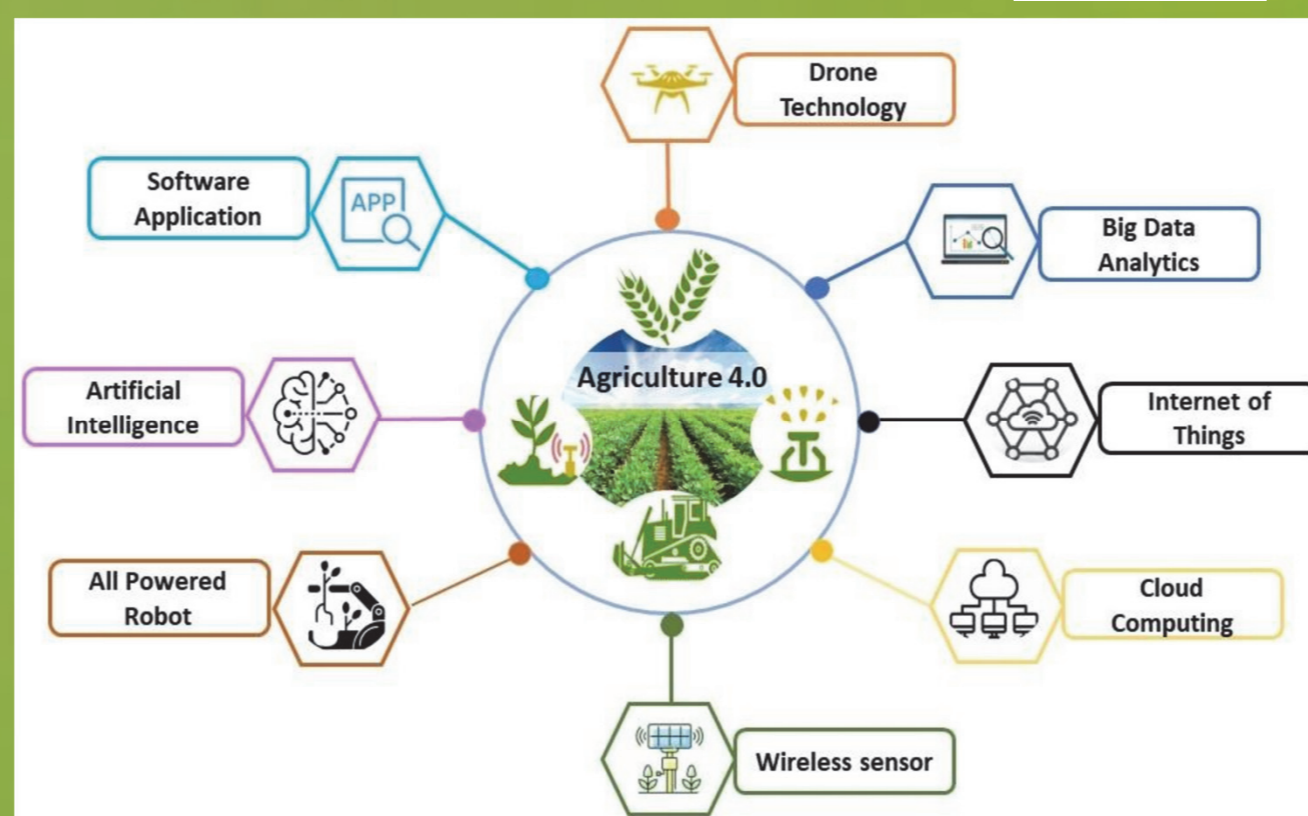 Drone
Technology
Software
Application
APP
Big Data
Analytics
Agriculture 4.0
Artificial
Intelligence
Internet of
Things
All Powered
Robot
Cloud
Computing
Wireless sensor